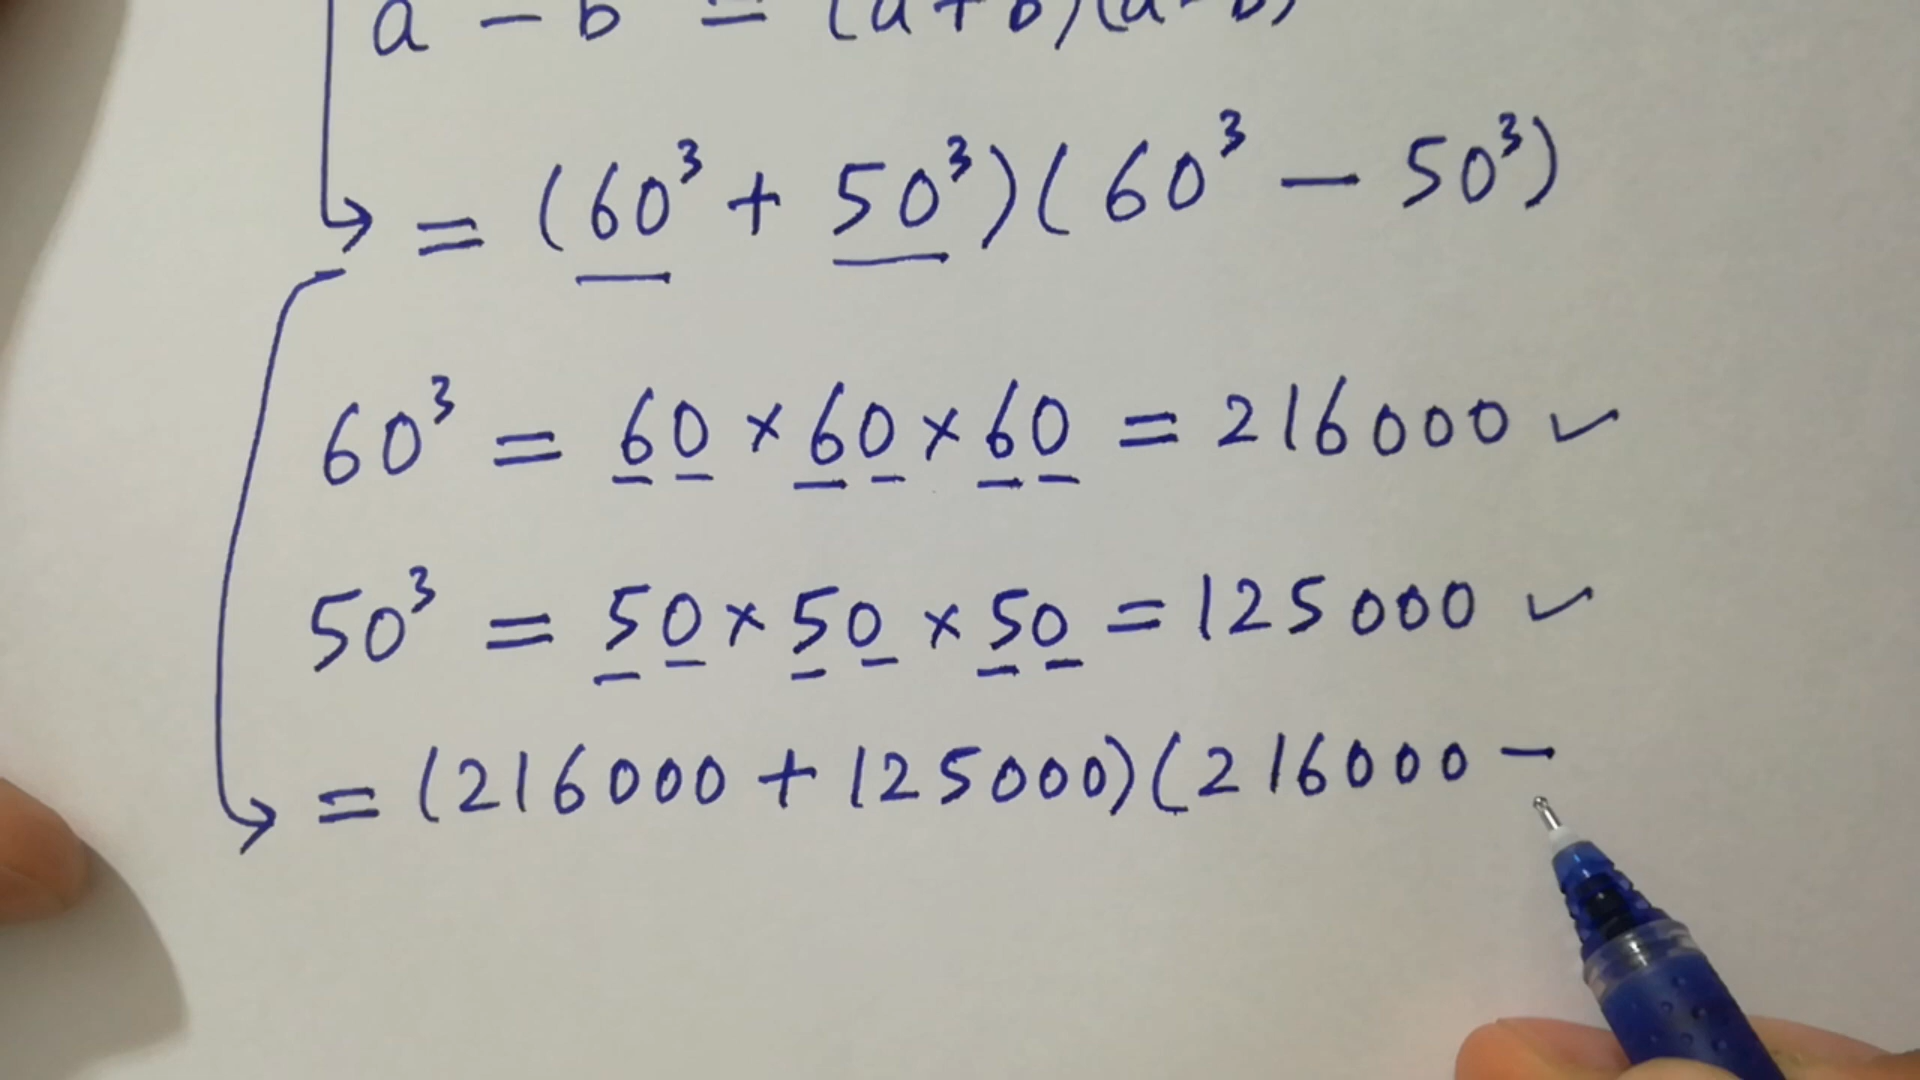 a - b = (a+b)(a-b)
= (60³ + 50³)(60³ - 50³)
60³ = 60 × 60 × 60 = 216000 ✓
50³ = 50 × 50 × 50 = 125000 ✓
= (216000 + 125000)(216000 -